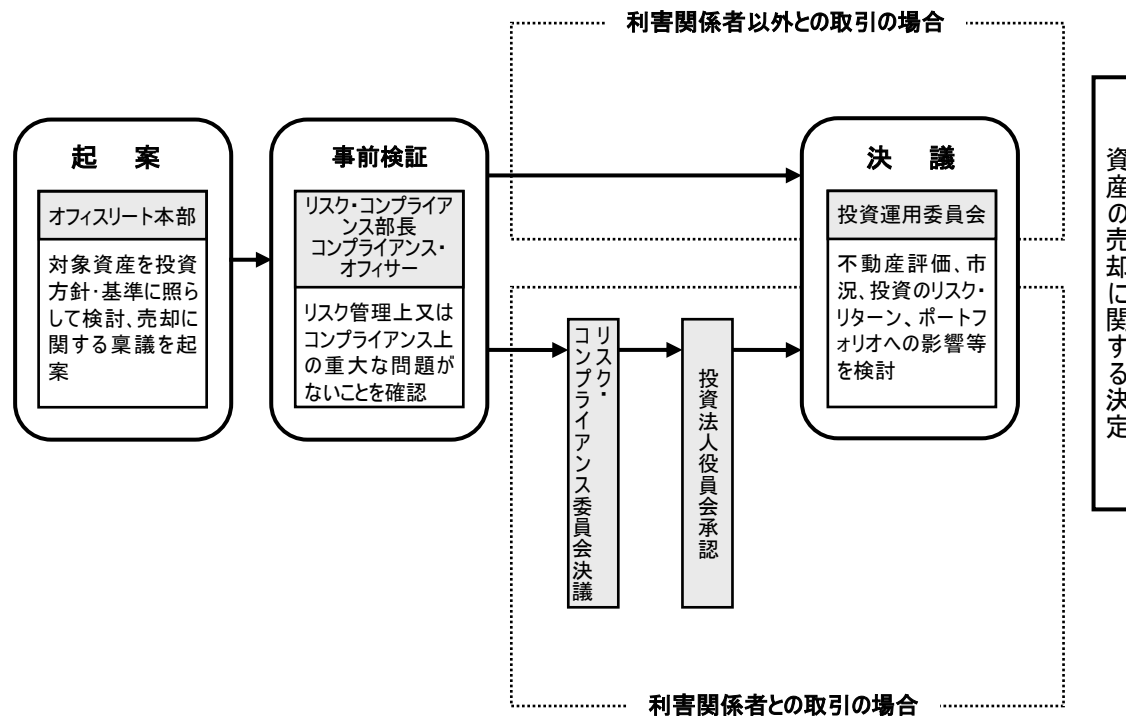 利害関係者以外との取引の場合
起　案
オフィスリート本部
対象資産を投資
方針・基準に照ら
して検討、売却に
関する稟議を起
案
事前検証
リスク・コンプライア
ンス部長
コンプライアンス・
オフィサー
リスク管理上又は
コンプライアンス上
の重大な問題が
ないことを確認
リスク・
コンプライアンス委員会決議
投資法人役員会承認
決　議
投資運用委員会
不動産評価、市
況、投資のリスク・
リターン、ポートフ
ォリオへの影響等
を検討
資産の売却に関する決定
利害関係者との取引の場合